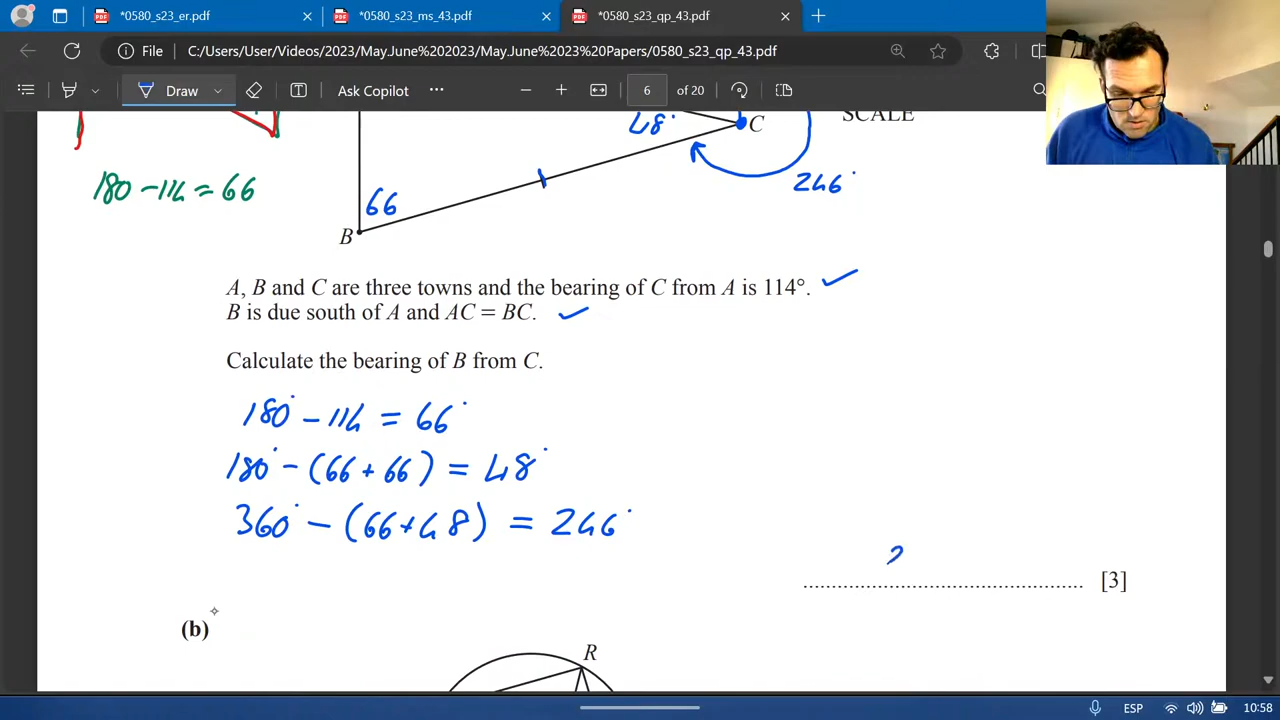 *0580_s23_er.pdf
*0580_s23_ms_43.pdf
*0580_s23_qp_43.pdf
File
C:/Users/User/Videos/2023/May.June%202023/May.June%2023%20Papers/0580_s23_qp_43.pdf
Draw
Ask Copilot
6 of 20
48°
C
SCALE
246°
180 - 114 = 66
66
B
A, B and C are three towns and the bearing of C from A is 114°.
B is due south of A and AC = BC.
Calculate the bearing of B from C.
180° - 114 = 66°
180° - (66 + 66) = 48°
360° - (66+48) = 246°
2
[3]
(b)
R
ESP
10:58